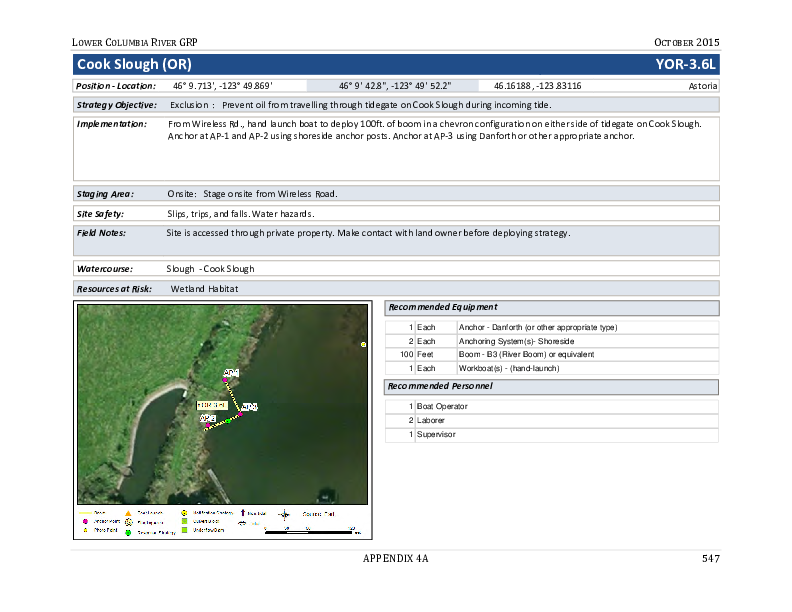 LOWER COLUMBIA RIVER GRP OCTOBER 2015
Cook Slough (OR) YOR-3.6L
Position - Location: 46° 9.713', -123° 49.869' 46° 9' 42.8", -123° 49' 52.2" 46.16188, -123.83116 Astoria
Strategy Objective: Exclusion : Prevent oil from travelling through tidegate on Cook Slough during incoming tide.
Implementation: From Wireless Rd., hand launch boat to deploy 100ft. of boom in a chevron configuration on either side of tidegate on Cook Slough.
Anchor at AP-1 and AP-2 using shoreside anchor posts. Anchor at AP-3 using Danforth or other appropriate anchor.
Staging Area: Onsite: Stage onsite from Wireless Road.
Site Safety: Slips, trips, and falls. Water hazards.
Field Notes: Site is accessed through private property. Make contact with land owner before deploying strategy.
Watercourse: Slough - Cook Slough
Resources at Risk: Wetland Habitat
Recommended Equipment
1 Each Anchor - Danforth (or other appropriate type)
2 Each Anchoring System(s)- Shoreside
100 Feet Boom - B3 (River Boom) or equivalent
1 Each Workboat(s) - (hand-launch)
Recommended Personnel
1 Boat Operator
2 Laborer
1 Supervisor
AP-1
YOR-3.6L
AP-3
AP-2
Anchor Point
Photo Point
Notification Strategy
APPENDIX 4A 547